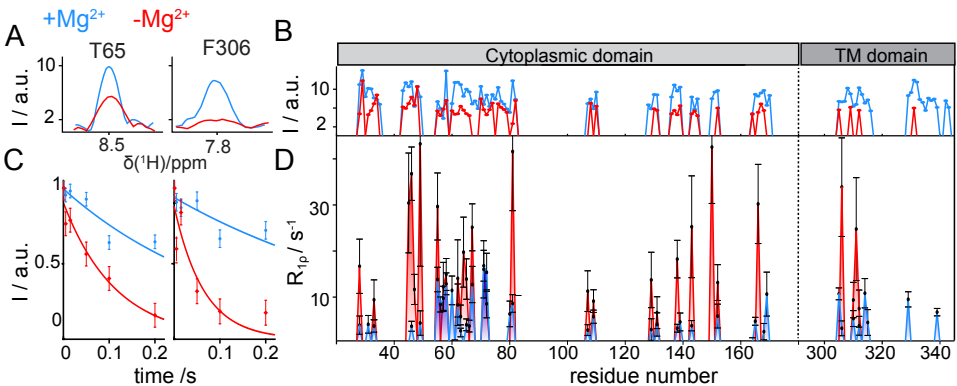 +Mg²⁺ -Mg²⁺
A T65 F306
I / a.u.
10
2
8.5 7.8
δ(¹H)/ppm
B Cytoplasmic domain TM domain
I / a.u.
10
2
C
I / a.u.
1
0.5
0
0 0.1 0.2 0.1 0.2
time /s
D
R₁ρ / s⁻¹
30
10
40 60 80 100 120 140 160 300 320 340
residue number